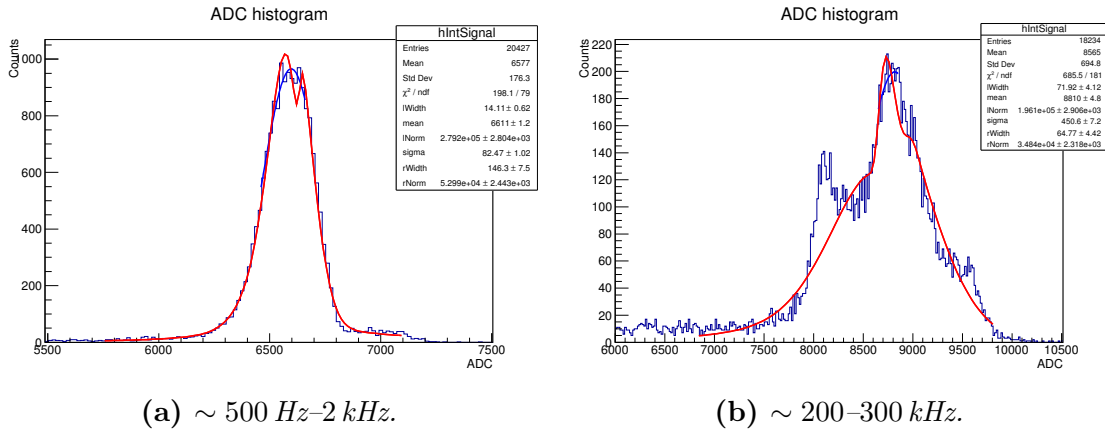 ADC histogram
Counts
hIntSignal
Entries 20427
Mean 6577
Std Dev 176.3
χ² / ndf 198.1 / 79
lWidth 14.11 ± 0.62
mean 6611 ± 1.2
lNorm 2.792e+05 ± 2.804e+03
sigma 82.47 ± 1.02
rWidth 146.3 ± 7.5
rNorm 5.299e+04 ± 2.443e+03
1000
800
600
400
200
0
5500 6000 6500 7000 7500
ADC
(a) ∼ 500 Hz–2 kHz.
ADC histogram
Counts
hIntSignal
Entries 18234
Mean 8565
Std Dev 694.8
χ² / ndf 685.5 / 181
lWidth 71.92 ± 4.12
mean 8810 ± 4.8
lNorm 1.961e+05 ± 2.906e+03
sigma 450.6 ± 7.2
rWidth 64.77 ± 4.42
rNorm 3.484e+04 ± 2.318e+03
220
200
180
160
140
120
100
80
60
40
20
0
6000 6500 7000 7500 8000 8500 9000 9500 10000 10500
ADC
(b) ∼ 200–300 kHz.